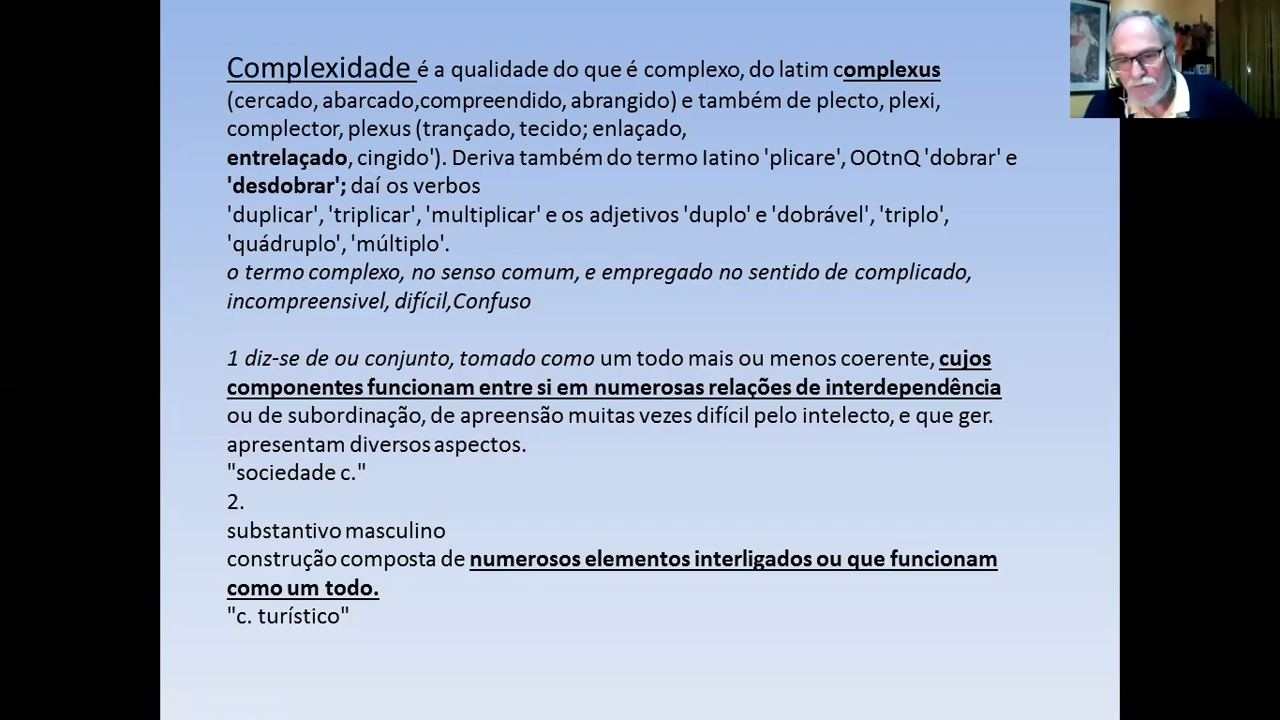 Complexidade é a qualidade do que é complexo, do latim complexus
(cercado, abarcado,compreendido, abrangido) e também de plecto, plexi,
complector, plexus (trançado, tecido; enlaçado,
entrelaçado, cingido'). Deriva também do termo Iatino 'plicare', OOtnQ 'dobrar' e
'desdobrar'; daí os verbos
'duplicar', 'triplicar', 'multiplicar' e os adjetivos 'duplo' e 'dobrável', 'triplo',
'quádruplo', 'múltiplo'.
o termo complexo, no senso comum, e empregado no sentido de complicado,
incompreensivel, difícil,Confuso
1 diz-se de ou conjunto, tomado como um todo mais ou menos coerente, cujos
componentes funcionam entre si em numerosas relações de interdependência
ou de subordinação, de apreensão muitas vezes difícil pelo intelecto, e que ger.
apresentam diversos aspectos.
"sociedade c."
2.
substantivo masculino
construção composta de numerosos elementos interligados ou que funcionam
como um todo.
"c. turístico"